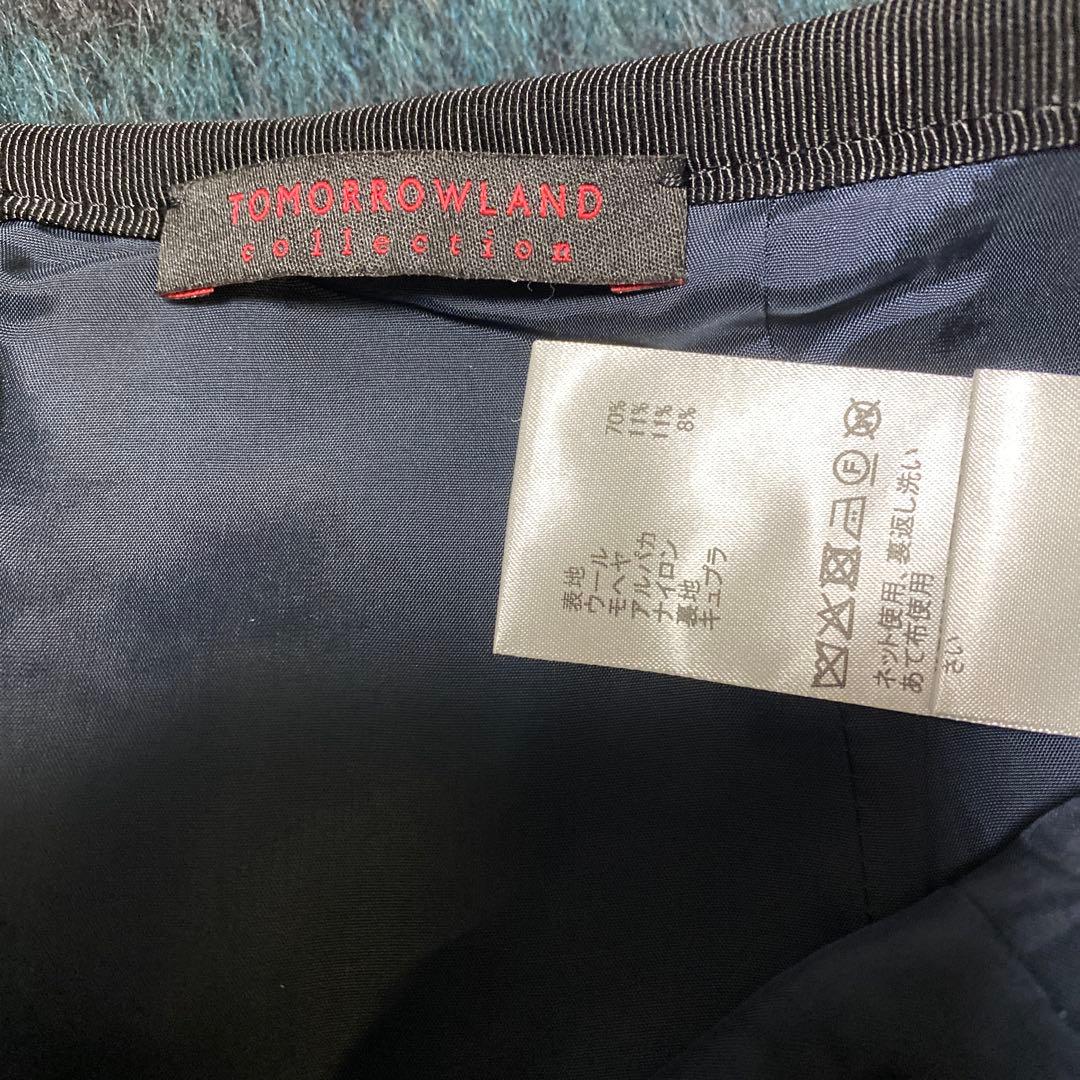 TOMORROWLAND
collection
表地
ウール 70%
モヘヤ 11%
アルパカ 11%
ナイロン 8%
裏地
キュプラ
F
ネット使用、裏返し洗い
あて布使用
さい